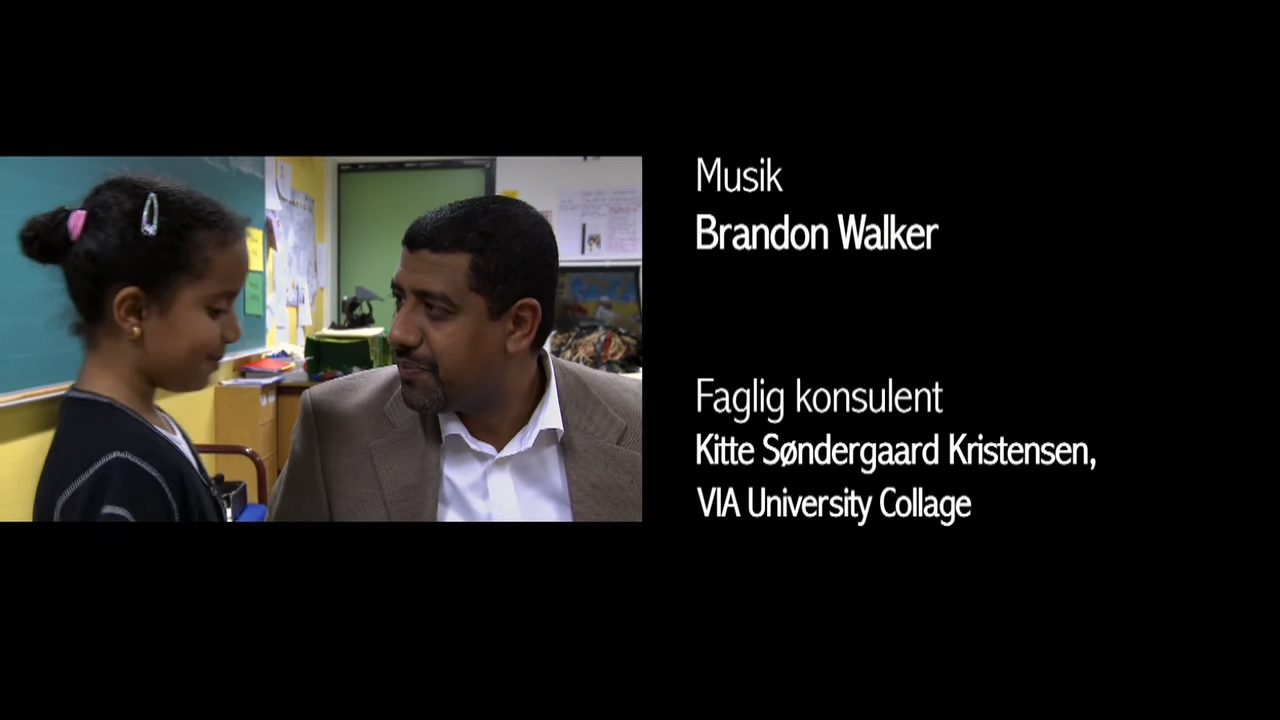 Musik
Brandon Walker
Faglig konsulent
Kitte Søndergaard Kristensen,
VIA University Collage